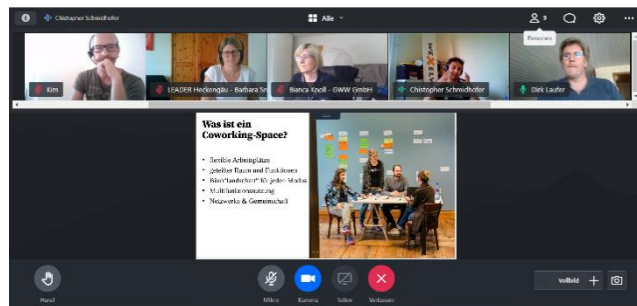 Christopher Schmidhofer
Alle
9
Personen
Kim
LEADER Heckengäu - Barbara Sm
Bianca Knoll - GWW GmbH
Christopher Schmidhofer
Dirk Laufer
Was ist ein
Coworking-Space?
• flexible Arbeitsplätze
• geteilter Raum und Funktionen
• Büro"landschaft" für jeden Modus
• Multifunktionsnutzung
• Netzwerke & Gemeinschaft
Hand
Mikro
Kamera
Teilen
Verlassen
Vollbild